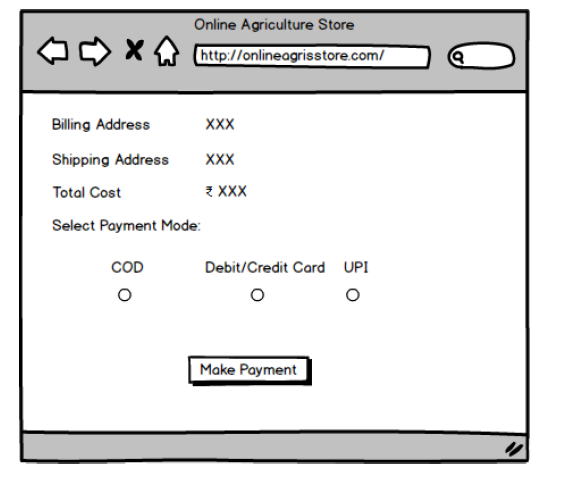 Online Agriculture Store
http://onlineagrisstore.com/
Billing Address XXX
Shipping Address XXX
Total Cost ₹ XXX
Select Payment Mode:
COD Debit/Credit Card UPI
Make Payment